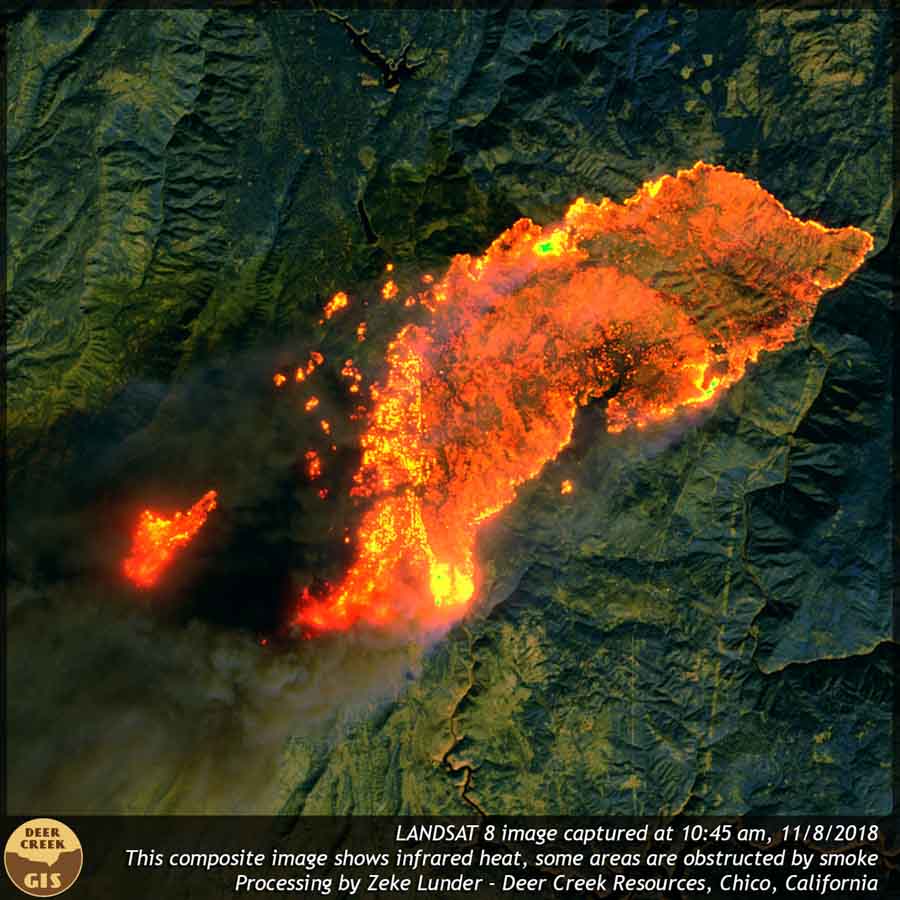 LANDSAT 8 image captured at 10:45 am, 11/8/2018
This composite image shows infrared heat, some areas are obstructed by smoke
Processing by Zeke Lunder - Deer Creek Resources, Chico, California
DEER
CREEK
GIS